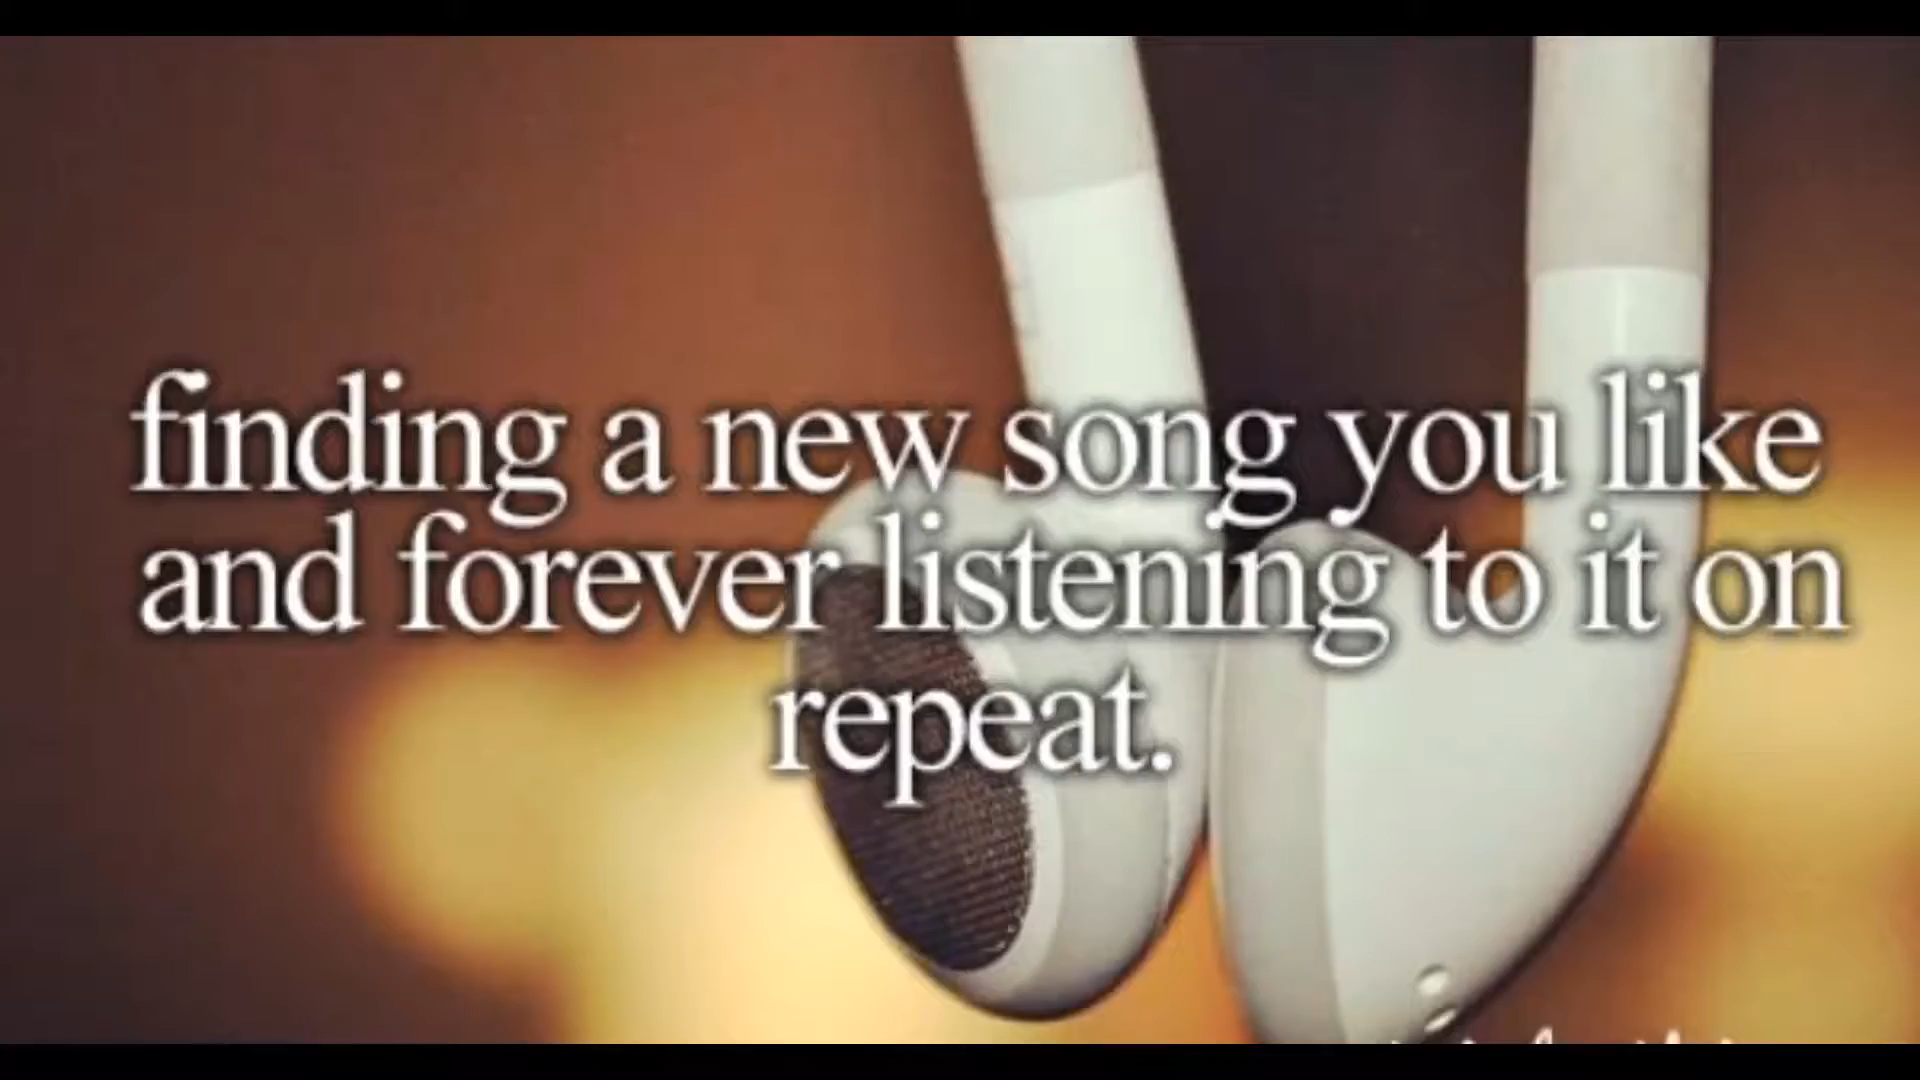 finding a new song you like
and forever listening to it on
repeat.